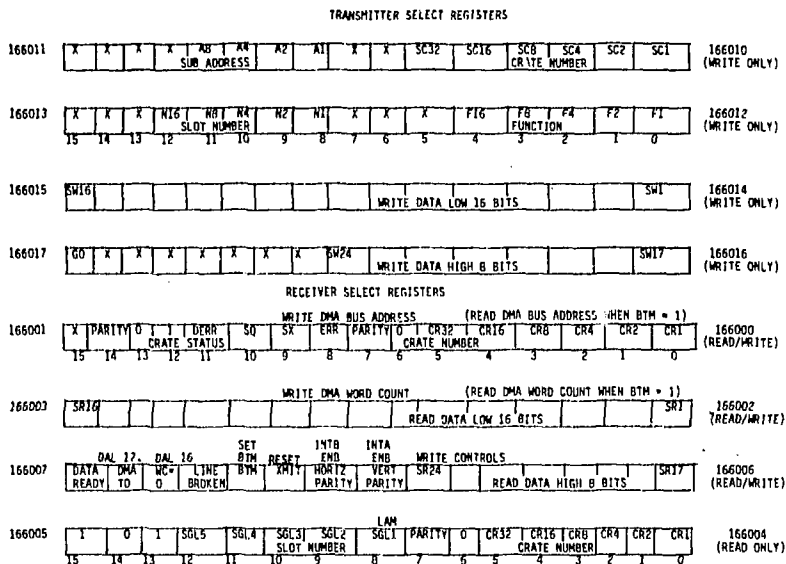 TRANSMITTER SELECT REGISTERS
166011 X X X X A8 A4 A2 A1 X X SC32 SC16 SC8 SC4 SC2 SC1 166010
SUB ADDRESS CRATE NUMBER (WRITE ONLY)
166013 X X X N16 N8 N4 N2 N1 X X X F16 F8 F4 F2 F1 166012
SLOT NUMBER FUNCTION (WRITE ONLY)
15 14 13 12 11 10 9 8 7 6 5 4 3 2 1 0
166015 SW16 SW1 166014
WRITE DATA LOW 16 BITS (WRITE ONLY)
166017 GO X X X X X X X SW24 SW17 166016
WRITE DATA HIGH 8 BITS (WRITE ONLY)
RECEIVER SELECT REGISTERS
WRITE DMA BUS ADDRESS (READ DMA BUS ADDRESS WHEN BTM = 1)
166001 X PARITY 0 1 DERR SQ SX ERR PARITY 0 CR32 CR16 CR8 CR4 CR2 CR1 166000
CRATE STATUS CRATE NUMBER (READ/WRITE)
15 14 13 12 11 10 9 8 7 6 5 4 3 2 1 0
WRITE DMA WORD COUNT (READ DMA WORD COUNT WHEN BTM = 1)
166003 SR16 SR1 166002
READ DATA LOW 16 BITS (READ/WRITE)
SET INTB INTA
DAL 17. DAL 16 BTM RESET ENB ENB WRITE CONTROLS
166007 DATA DMA WC= LINE BTM XMIT HORIZ VERT SR24 SR17 166006
READY TO 0 BROKEN PARITY PARITY READ DATA HIGH 8 BITS (READ/WRITE)
LAM
166005 1 0 1 SGL5 SGL4 SGL3 SGL2 SGL1 PARITY 0 CR32 CR16 CR8 CR4 CR2 CR1 166004
SLOT NUMBER CRATE NUMBER (READ ONLY)
15 14 13 12 11 10 9 8 7 6 5 4 3 2 1 0